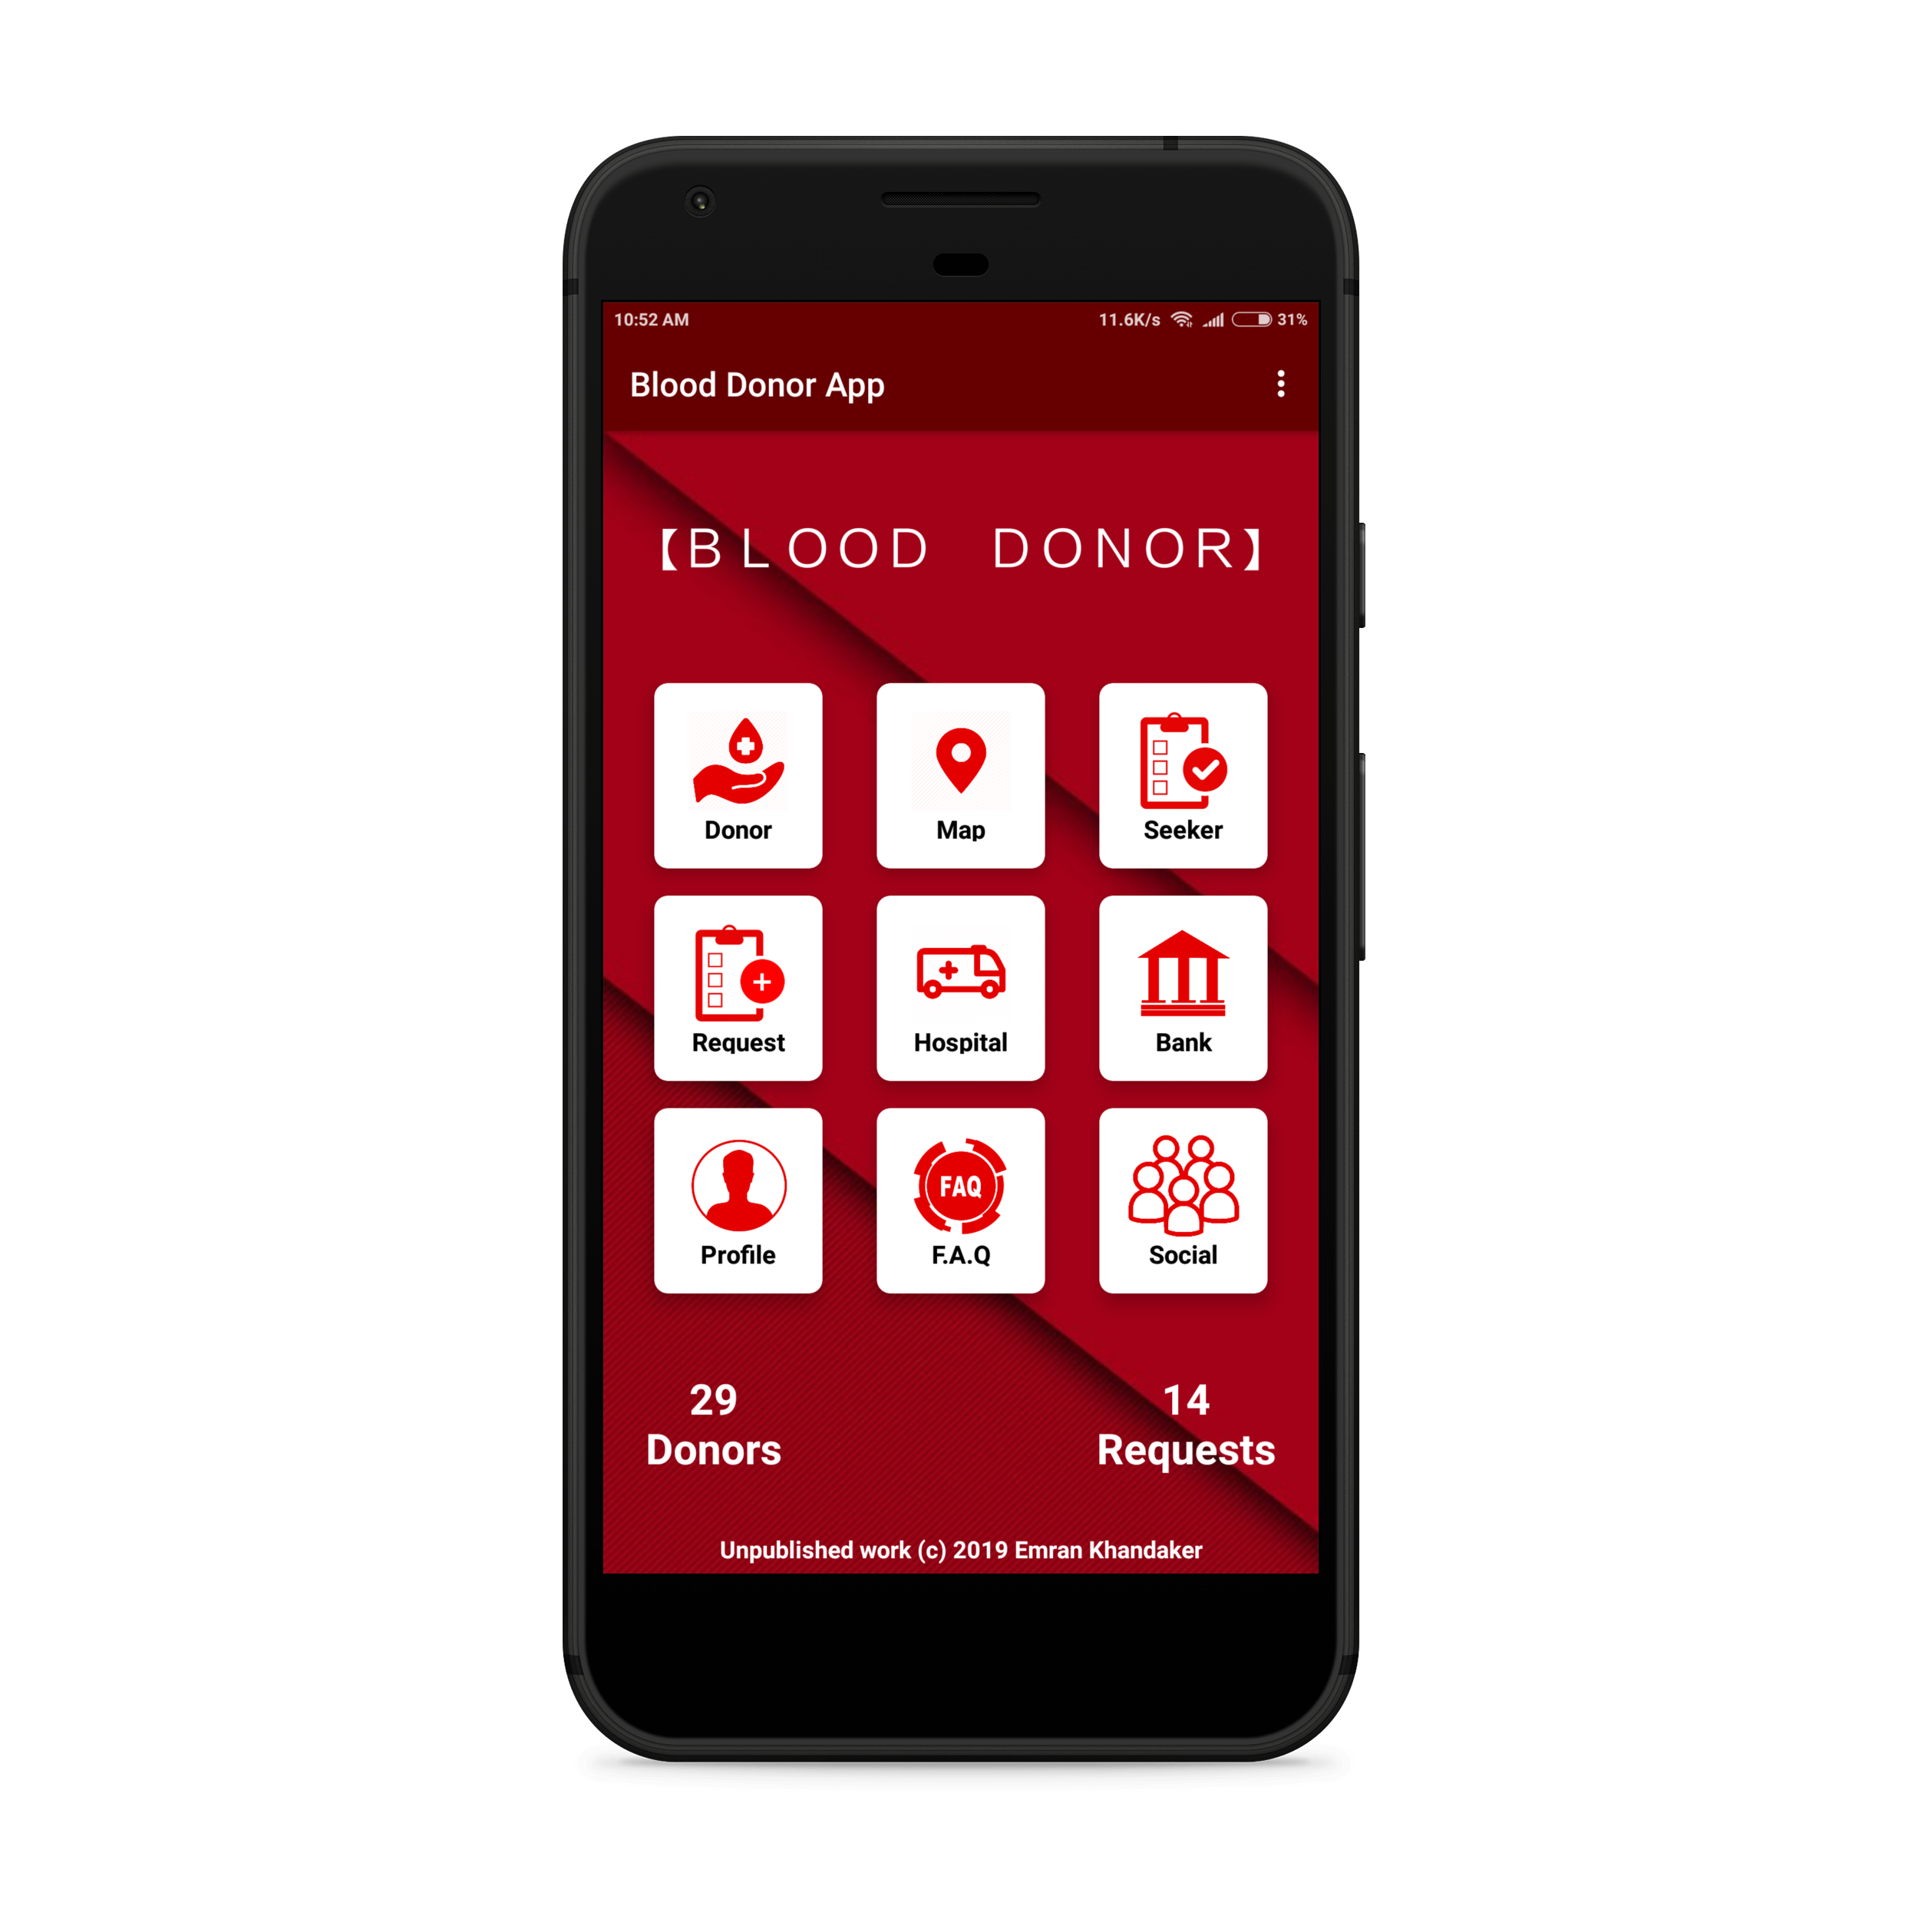 10:52 AM 11.6K/s 31%
Blood Donor App
【BLOOD DONOR】
Donor Map Seeker
Request Hospital Bank
FAQ
Profile F.A.Q Social
29 14
Donors Requests
Unpublished work (c) 2019 Emran Khandaker